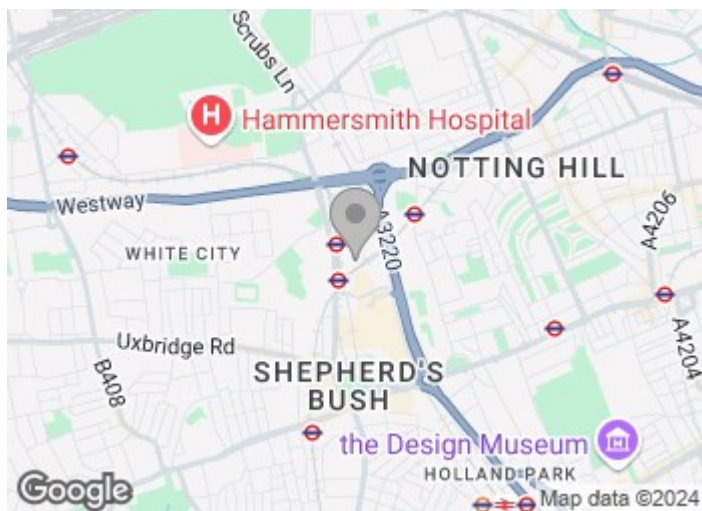 Scrubs Ln
H
Hammersmith Hospital
NOTTING HILL
Westway
A3220
A4206
WHITE CITY
Uxbridge Rd
B408
A4204
SHEPHERD'S
BUSH
the Design Museum
HOLLAND PARK
Google
Map data ©2024